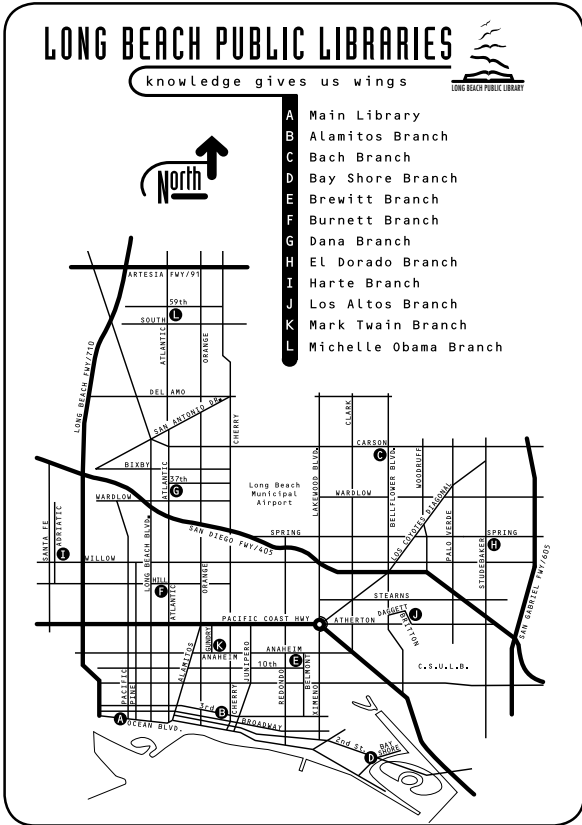 LONG BEACH PUBLIC LIBRARIES
knowledge gives us wings
LONG BEACH PUBLIC LIBRARY
A Main Library
B Alamitos Branch
C Bach Branch
D Bay Shore Branch
E Brewitt Branch
F Burnett Branch
G Dana Branch
H El Dorado Branch
I Harte Branch
J Los Altos Branch
K Mark Twain Branch
L Michelle Obama Branch
North
ARTESIA FWY/91
59th
L
SOUTH
ATLANTIC
ORANGE
LONG BEACH FWY/710
DEL AMO
SAN ANTONIO DR.
CHERRY
CLARK
CARSON
C
LAKEWOOD BLVD.
BELLFLOWER BLVD.
WOODRUFF
BIXBY
37th
ATLANTIC
G
WARDLOW
Long Beach
Municipal
Airport
WARDLOW
LOS COYOTES DIAGONAL
PALO VERDE
STUDEBAKER
SANTA FE
ADRIATIC
I
LONG BEACH BLVD.
SAN DIEGO FWY/405
SPRING
SPRING
H
WILLOW
SAN GABRIEL FWY/605
HILL
F
ATLANTIC
ORANGE
STEARNS
DAGGETT
J
BRITTON
PACIFIC COAST HWY
ATHERTON
GUNDRY
K
ANAHEIM
ANAHEIM
10th
E
C.S.U.L.B.
ALAMITOS
JUNIPERO
REDONDO
BELMONT
XIMENO
PACIFIC
PINE
CHERRY
A
OCEAN BLVD.
3rd
B
BROADWAY
2nd St.
D
BAY
SHORE